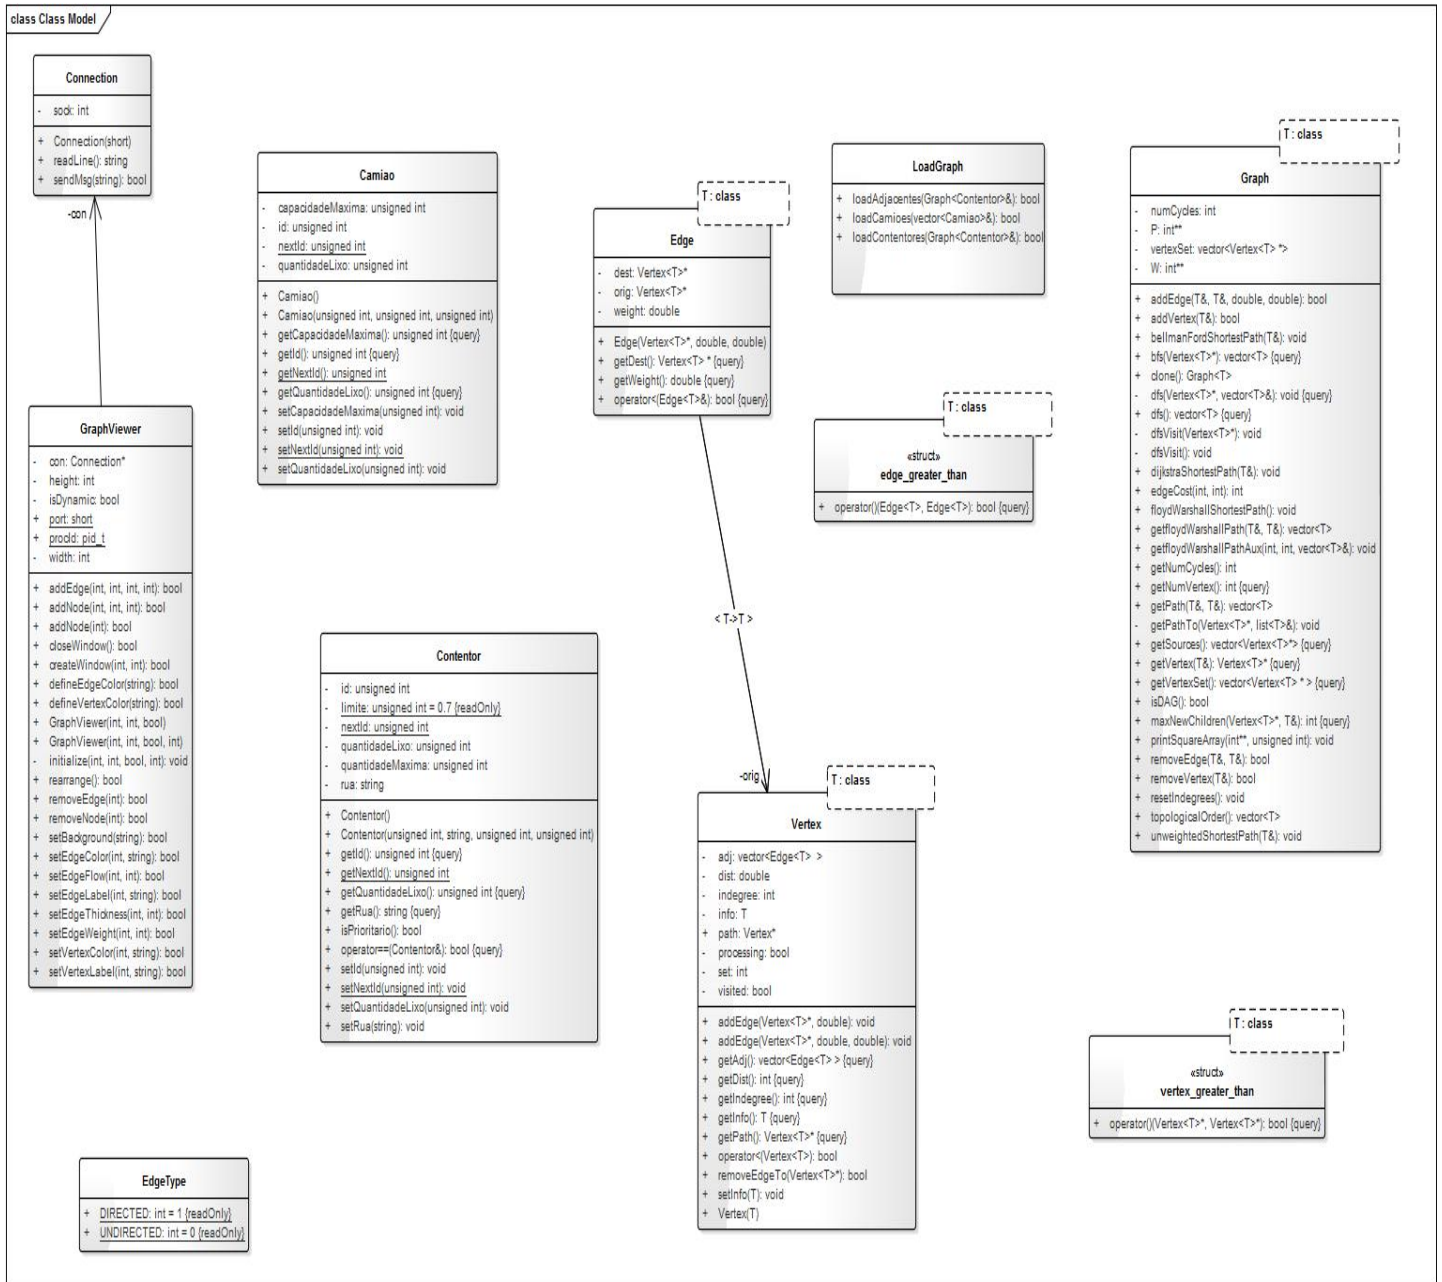 class Class Model
Connection
- sock: int
+ Connection(short)
+ readLine(): string
+ sendMsg(string): bool
-con
GraphViewer
- con: Connection*
- height: int
- isDynamic: bool
+ port: short
+ procId: pid_t
- width: int
+ addEdge(int, int, int, int): bool
+ addNode(int, int, int): bool
+ addNode(int): bool
+ closeWindow(): bool
+ createWindow(int, int): bool
+ defineEdgeColor(string): bool
+ defineVertexColor(string): bool
+ GraphViewer(int, int, bool)
+ GraphViewer(int, int, bool, int)
- initialize(int, int, bool, int): void
+ rearrange(): bool
+ removeEdge(int): bool
+ removeNode(int): bool
+ setBackground(string): bool
+ setEdgeColor(int, string): bool
+ setEdgeFlow(int, int): bool
+ setEdgeLabel(int, string): bool
+ setEdgeThickness(int, int): bool
+ setEdgeWeight(int, int): bool
+ setVertexColor(int, string): bool
+ setVertexLabel(int, string): bool
EdgeType
+ DIRECTED: int = 1 {readOnly}
+ UNDIRECTED: int = 0 {readOnly}
Camiao
- capacidadeMaxima: unsigned int
- id: unsigned int
- nextId: unsigned int
- quantidadeLixo: unsigned int
+ Camiao()
+ Camiao(unsigned int, unsigned int, unsigned int)
+ getCapacidadeMaxima(): unsigned int {query}
+ getId(): unsigned int {query}
+ getNextId(): unsigned int
+ getQuantidadeLixo(): unsigned int {query}
+ setCapacidadeMaxima(unsigned int): void
+ setId(unsigned int): void
+ setNextId(unsigned int): void
+ setQuantidadeLixo(unsigned int): void
Contentor
- id: unsigned int
- limite: unsigned int = 0.7 {readOnly}
- nextId: unsigned int
- quantidadeLixo: unsigned int
- quantidadeMaxima: unsigned int
- rua: string
+ Contentor()
+ Contentor(unsigned int, string, unsigned int, unsigned int)
+ getId(): unsigned int {query}
+ getNextId(): unsigned int
+ getQuantidadeLixo(): unsigned int {query}
+ getRua(): string {query}
+ isPrioritario(): bool
+ operator==(Contentor&): bool {query}
+ setId(unsigned int): void
+ setNextId(unsigned int): void
+ setQuantidadeLixo(unsigned int): void
+ setRua(string): void
T : class
Edge
- dest: Vertex<T>*
- orig: Vertex<T>*
- weight: double
+ Edge(Vertex<T>*, double, double)
+ getDest(): Vertex<T> * {query}
+ getWeight(): double {query}
+ operator<(Edge<T>&): bool {query}
< T->T >
-orig
T : class
Vertex
- adj: vector<Edge<T> >
- dist: double
- indegree: int
- info: T
+ path: Vertex*
- processing: bool
- set: int
- visited: bool
+ addEdge(Vertex<T>*, double): void
+ addEdge(Vertex<T>*, double, double): void
+ getAdj(): vector<Edge<T> > {query}
+ getDist(): int {query}
+ getIndegree(): int {query}
+ getInfo(): T {query}
+ getPath(): Vertex<T>* {query}
+ operator<(Vertex<T>): bool
+ removeEdgeTo(Vertex<T>*): bool
+ setInfo(T): void
+ Vertex(T)
LoadGraph
+ loadAdjacentes(Graph<Contentor>&): bool
+ loadCamioes(vector<Camiao>&): bool
+ loadContentores(Graph<Contentor>&): bool
T : class
«struct»
edge_greater_than
+ operator()(Edge<T>, Edge<T>): bool {query}
T : class
Graph
- numCycles: int
- P: int**
- vertexSet: vector<Vertex<T> *>
- W: int**
+ addEdge(T&, T&, double, double): bool
+ addVertex(T&): bool
+ bellmanFordShortestPath(T&): void
+ bfs(Vertex<T>*): vector<T> {query}
+ clone(): Graph<T>
- dfs(Vertex<T>*, vector<T>&): void {query}
+ dfs(): vector<T> {query}
- dfsVisit(Vertex<T>*): void
- dfsVisit(): void
+ dijkstraShortestPath(T&): void
+ edgeCost(int, int): int
+ floydWarshallShortestPath(): void
+ getfloydWarshallPath(T&, T&): vector<T>
+ getfloydWarshallPathAux(int, int, vector<T>&): void
+ getNumCycles(): int
+ getNumVertex(): int {query}
+ getPath(T&, T&): vector<T>
- getPathTo(Vertex<T>*, list<T>&): void
+ getSources(): vector<Vertex<T>*> {query}
+ getVertex(T&): Vertex<T>* {query}
+ getVertexSet(): vector<Vertex<T> * > {query}
+ isDAG(): bool
+ maxNewChildren(Vertex<T>*, T&): int {query}
+ printSquareArray(int**, unsigned int): void
+ removeEdge(T&, T&): bool
+ removeVertex(T&): bool
+ resetIndegrees(): void
+ topologicalOrder(): vector<T>
+ unweightedShortestPath(T&): void
T : class
«struct»
vertex_greater_than
+ operator()(Vertex<T>*, Vertex<T>*): bool {query}